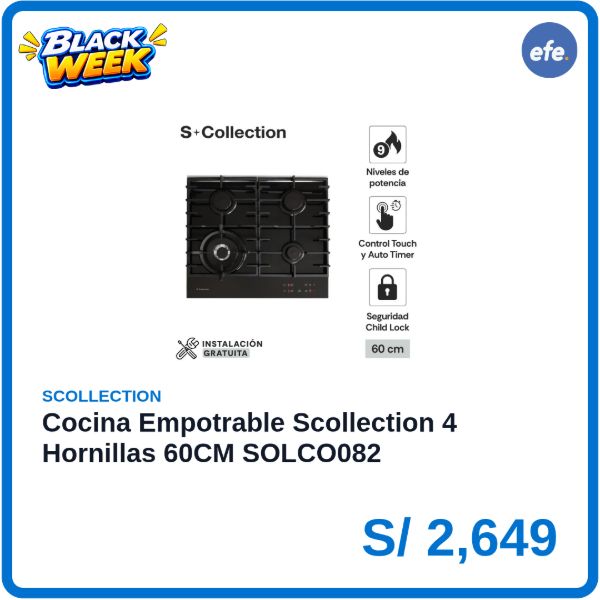 BLACK
WEEK
efe.
S+Collection
9
Niveles de
potencia
Control Touch
y Auto Timer
Seguridad
Child Lock
60 cm
INSTALACIÓN
GRATUITA
SCOLLECTION
Cocina Empotrable Scollection 4
Hornillas 60CM SOLCO082
S/ 2,649